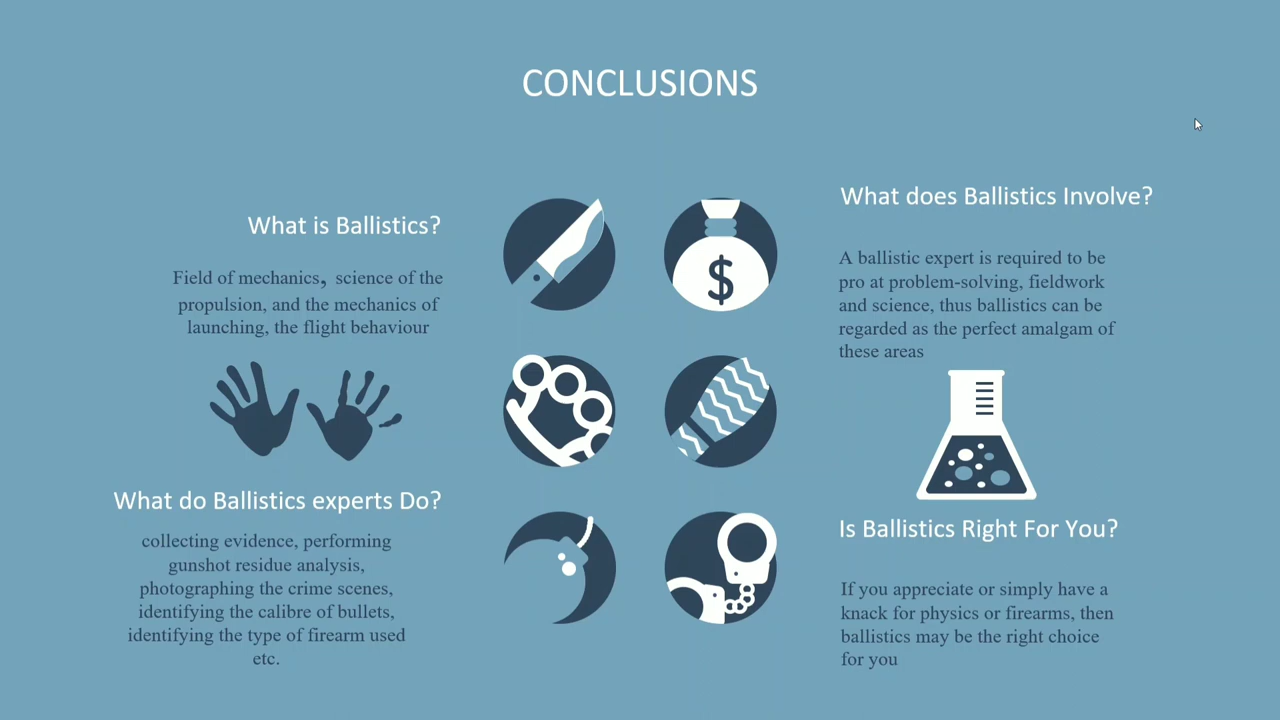 CONCLUSIONS
What is Ballistics?
Field of mechanics, science of the
propulsion, and the mechanics of
launching, the flight behaviour
What do Ballistics experts Do?
collecting evidence, performing
gunshot residue analysis,
photographing the crime scenes,
identifying the calibre of bullets,
identifying the type of firearm used
etc.
$
What does Ballistics Involve?
A ballistic expert is required to be
pro at problem-solving, fieldwork
and science, thus ballistics can be
regarded as the perfect amalgam of
these areas
Is Ballistics Right For You?
If you appreciate or simply have a
knack for physics or firearms, then
ballistics may be the right choice
for you